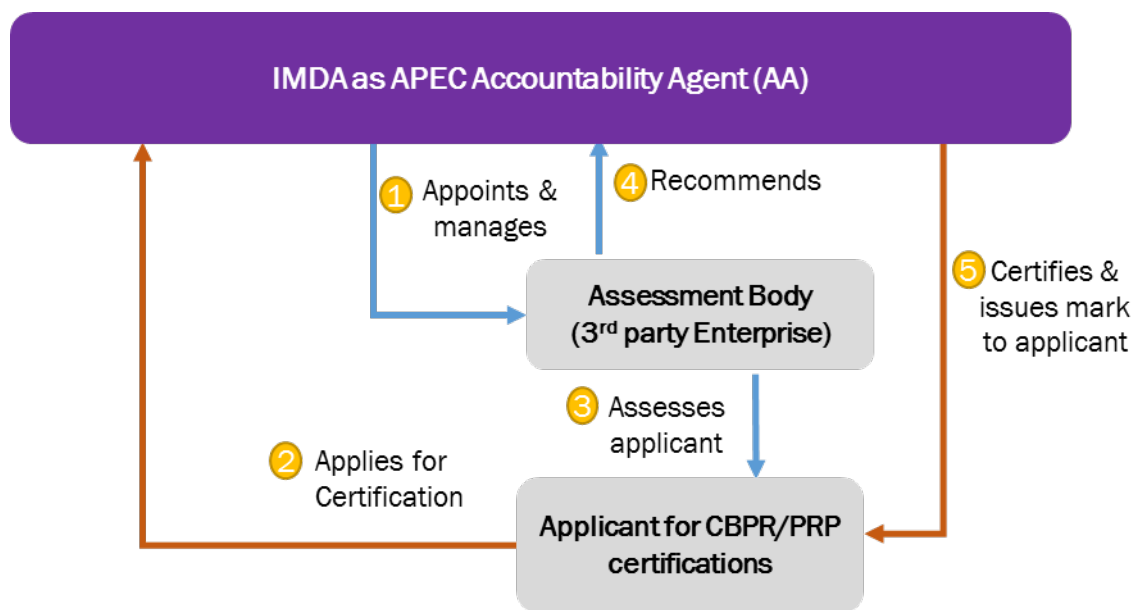 IMDA as APEC Accountability Agent (AA)
1 Appoints &
manages
4 Recommends
Assessment Body
(3rd party Enterprise)
5 Certifies &
issues mark
to applicant
3 Assesses
applicant
2 Applies for
Certification
Applicant for CBPR/PRP
certifications